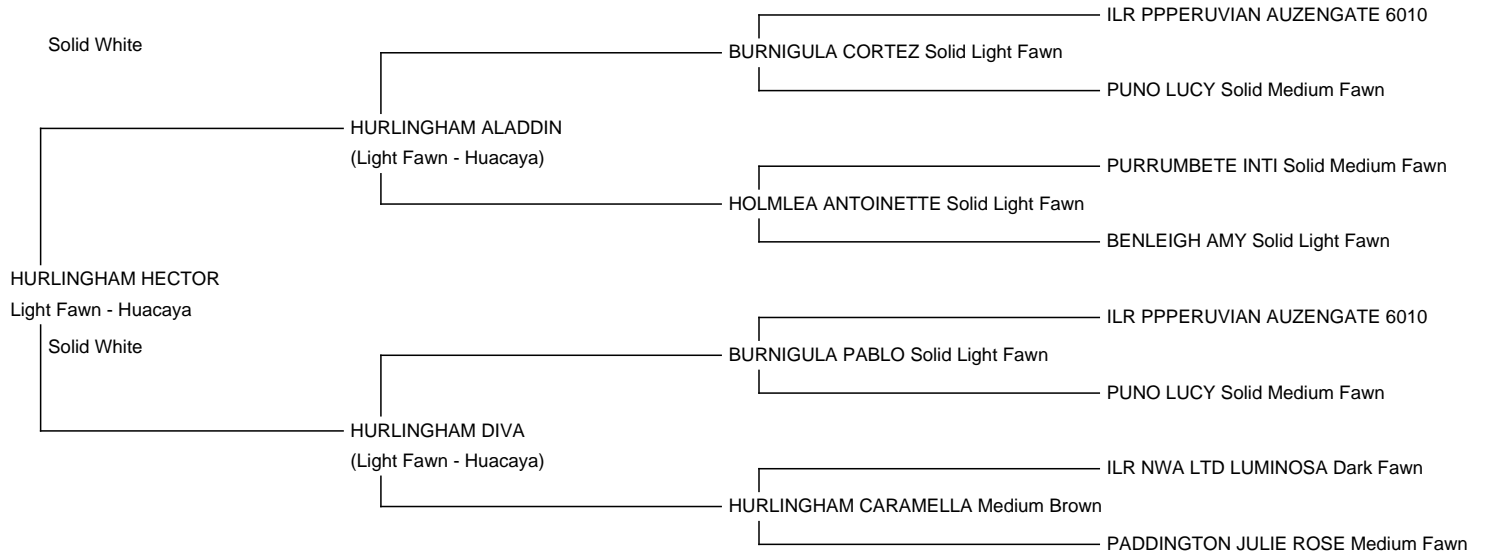 ILR PPPERUVIAN AUZENGATE 6010
Solid White
BURNIGULA CORTEZ Solid Light Fawn
PUNO LUCY Solid Medium Fawn
HURLINGHAM ALADDIN
(Light Fawn - Huacaya)
PURRUMBETE INTI Solid Medium Fawn
HOLMLEA ANTOINETTE Solid Light Fawn
BENLEIGH AMY Solid Light Fawn
HURLINGHAM HECTOR
Light Fawn - Huacaya
ILR PPPERUVIAN AUZENGATE 6010
Solid White
BURNIGULA PABLO Solid Light Fawn
PUNO LUCY Solid Medium Fawn
HURLINGHAM DIVA
(Light Fawn - Huacaya)
ILR NWA LTD LUMINOSA Dark Fawn
HURLINGHAM CARAMELLA Medium Brown
PADDINGTON JULIE ROSE Medium Fawn